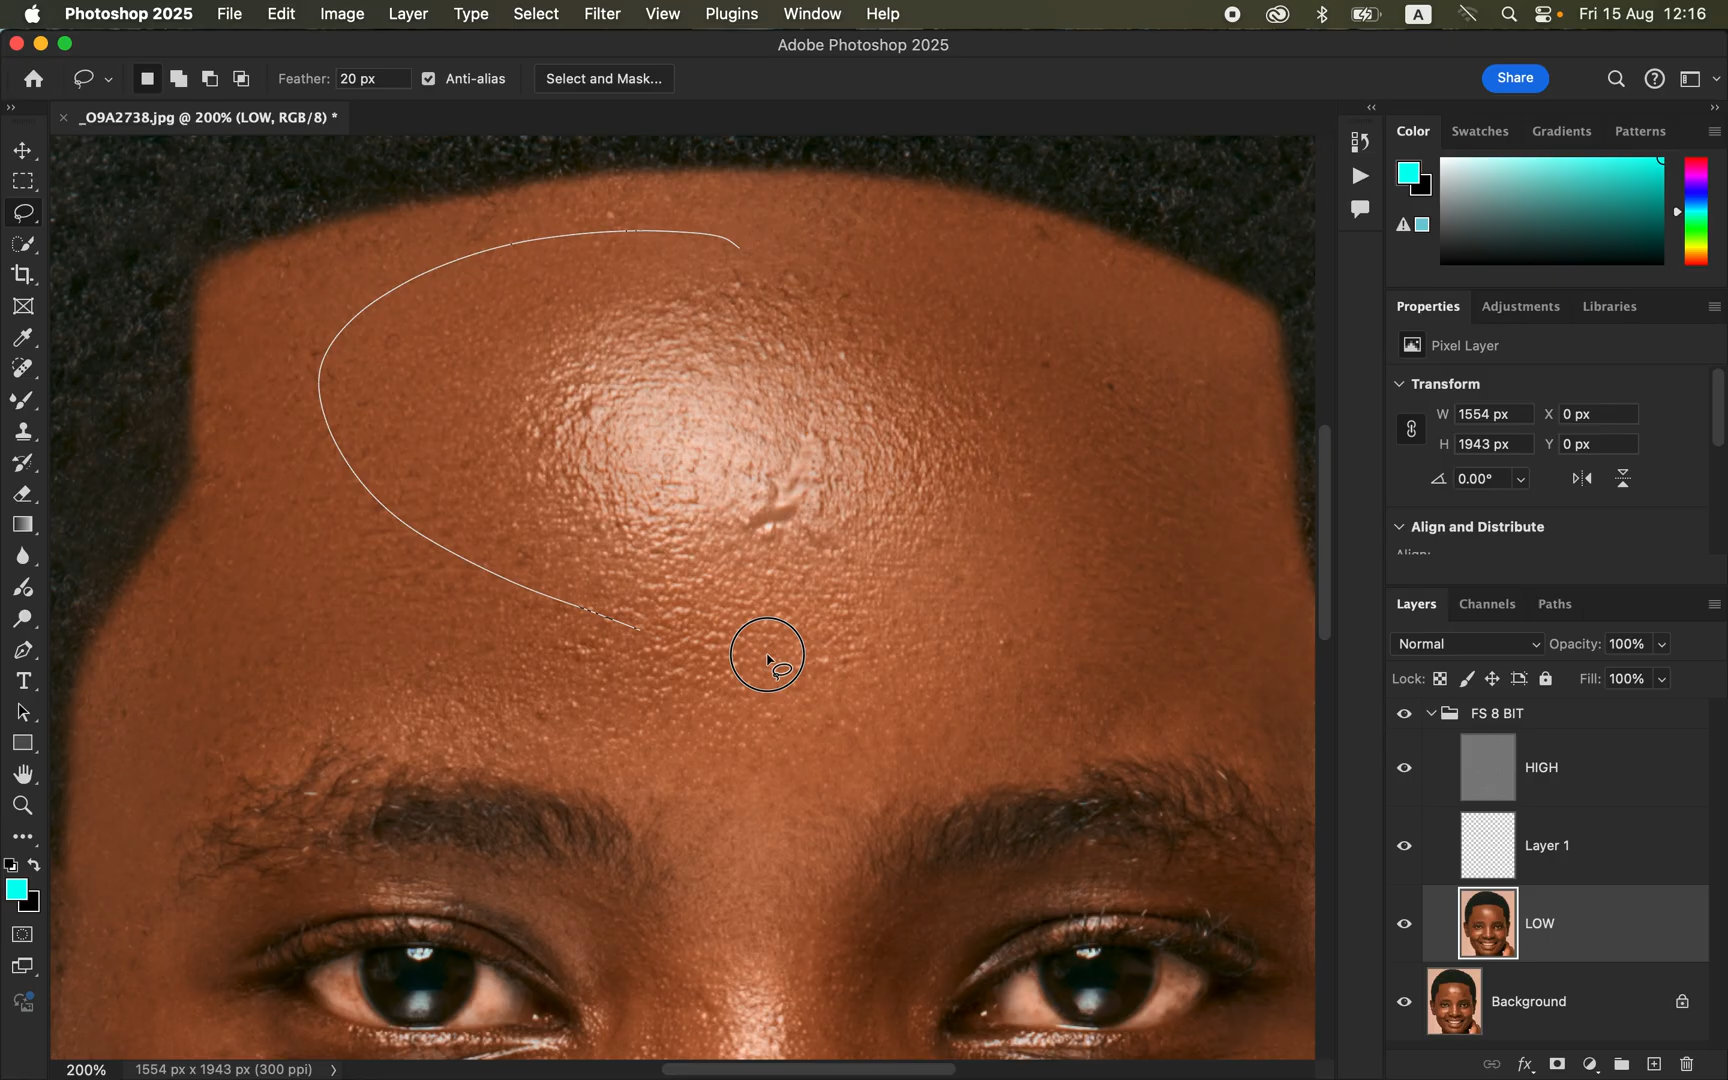 Photoshop 2025 File Edit Image Layer Type Select Filter View Plugins Window Help A Fri 15 Aug 12:16
Adobe Photoshop 2025
Feather: 20 px Anti-alias Select and Mask... Share
_O9A2738.jpg @ 200% (LOW, RGB/8) *
Color Swatches Gradients Patterns
Properties Adjustments Libraries
Pixel Layer
Transform
W 1554 px X 0 px
H 1943 px Y 0 px
0.00°
Align and Distribute
Align:
Layers Channels Paths
Normal Opacity: 100%
Lock: Fill: 100%
FS 8 BIT
HIGH
Layer 1
LOW
Background
fx
T
200% 1554 px x 1943 px (300 ppi)